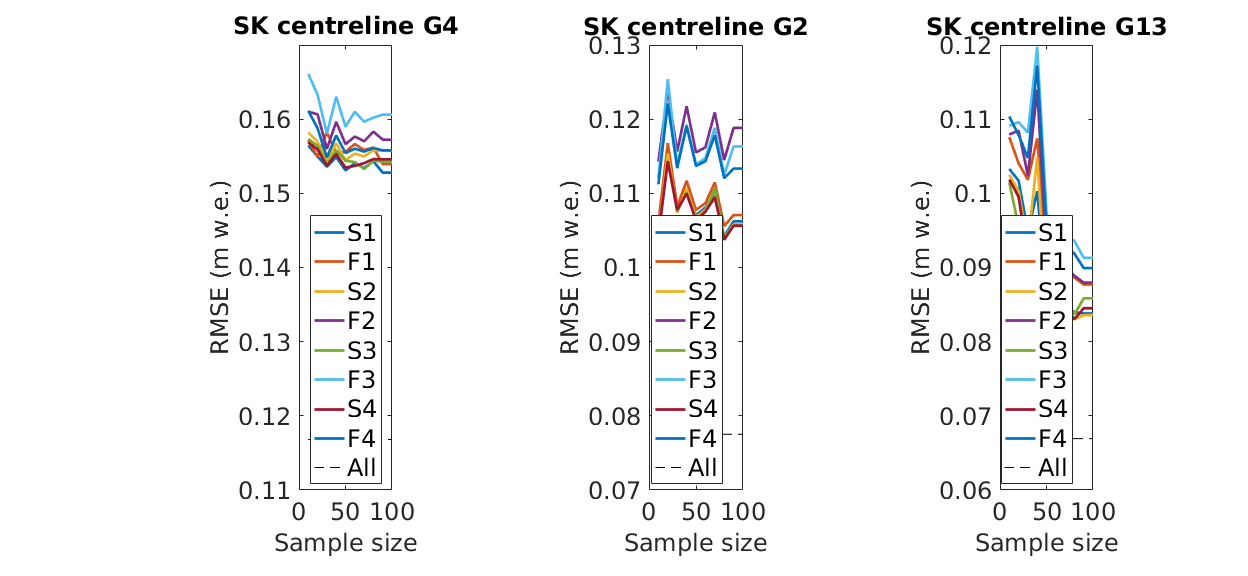 SK centreline G4
RMSE (m w.e.)
0.16
0.15
0.14
0.13
0.12
0.11
S1
F1
S2
F2
S3
F3
S4
F4
All
0 50 100
Sample size
SK centreline G2
RMSE (m w.e.)
0.13
0.12
0.11
0.1
0.09
0.08
0.07
S1
F1
S2
F2
S3
F3
S4
F4
All
0 50 100
Sample size
SK centreline G13
RMSE (m w.e.)
0.12
0.11
0.1
0.09
0.08
0.07
0.06
S1
F1
S2
F2
S3
F3
S4
F4
All
0 50 100
Sample size